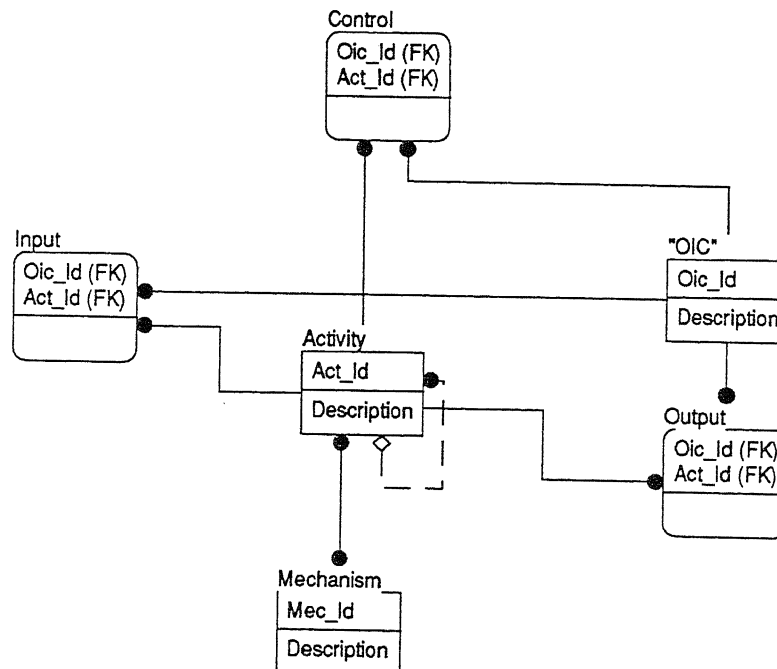 Control
Oic_Id (FK)
Act_Id (FK)
Input
Oic_Id (FK)
Act_Id (FK)
"OIC"
Oic_Id
Description
Activity
Act_Id
Description
Output
Oic_Id (FK)
Act_Id (FK)
Mechanism
Mec_Id
Description